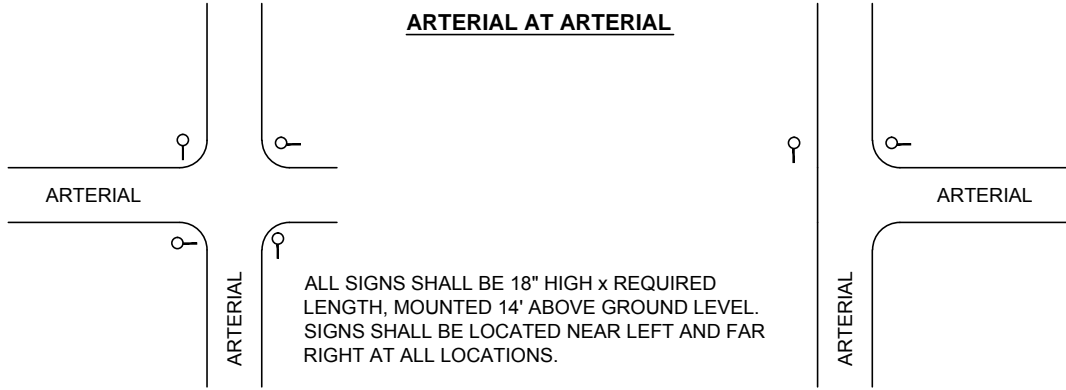 ARTERIAL AT ARTERIAL
ARTERIAL
ARTERIAL
ALL SIGNS SHALL BE 18" HIGH x REQUIRED
LENGTH, MOUNTED 14' ABOVE GROUND LEVEL.
SIGNS SHALL BE LOCATED NEAR LEFT AND FAR
RIGHT AT ALL LOCATIONS.
ARTERIAL
ARTERIAL